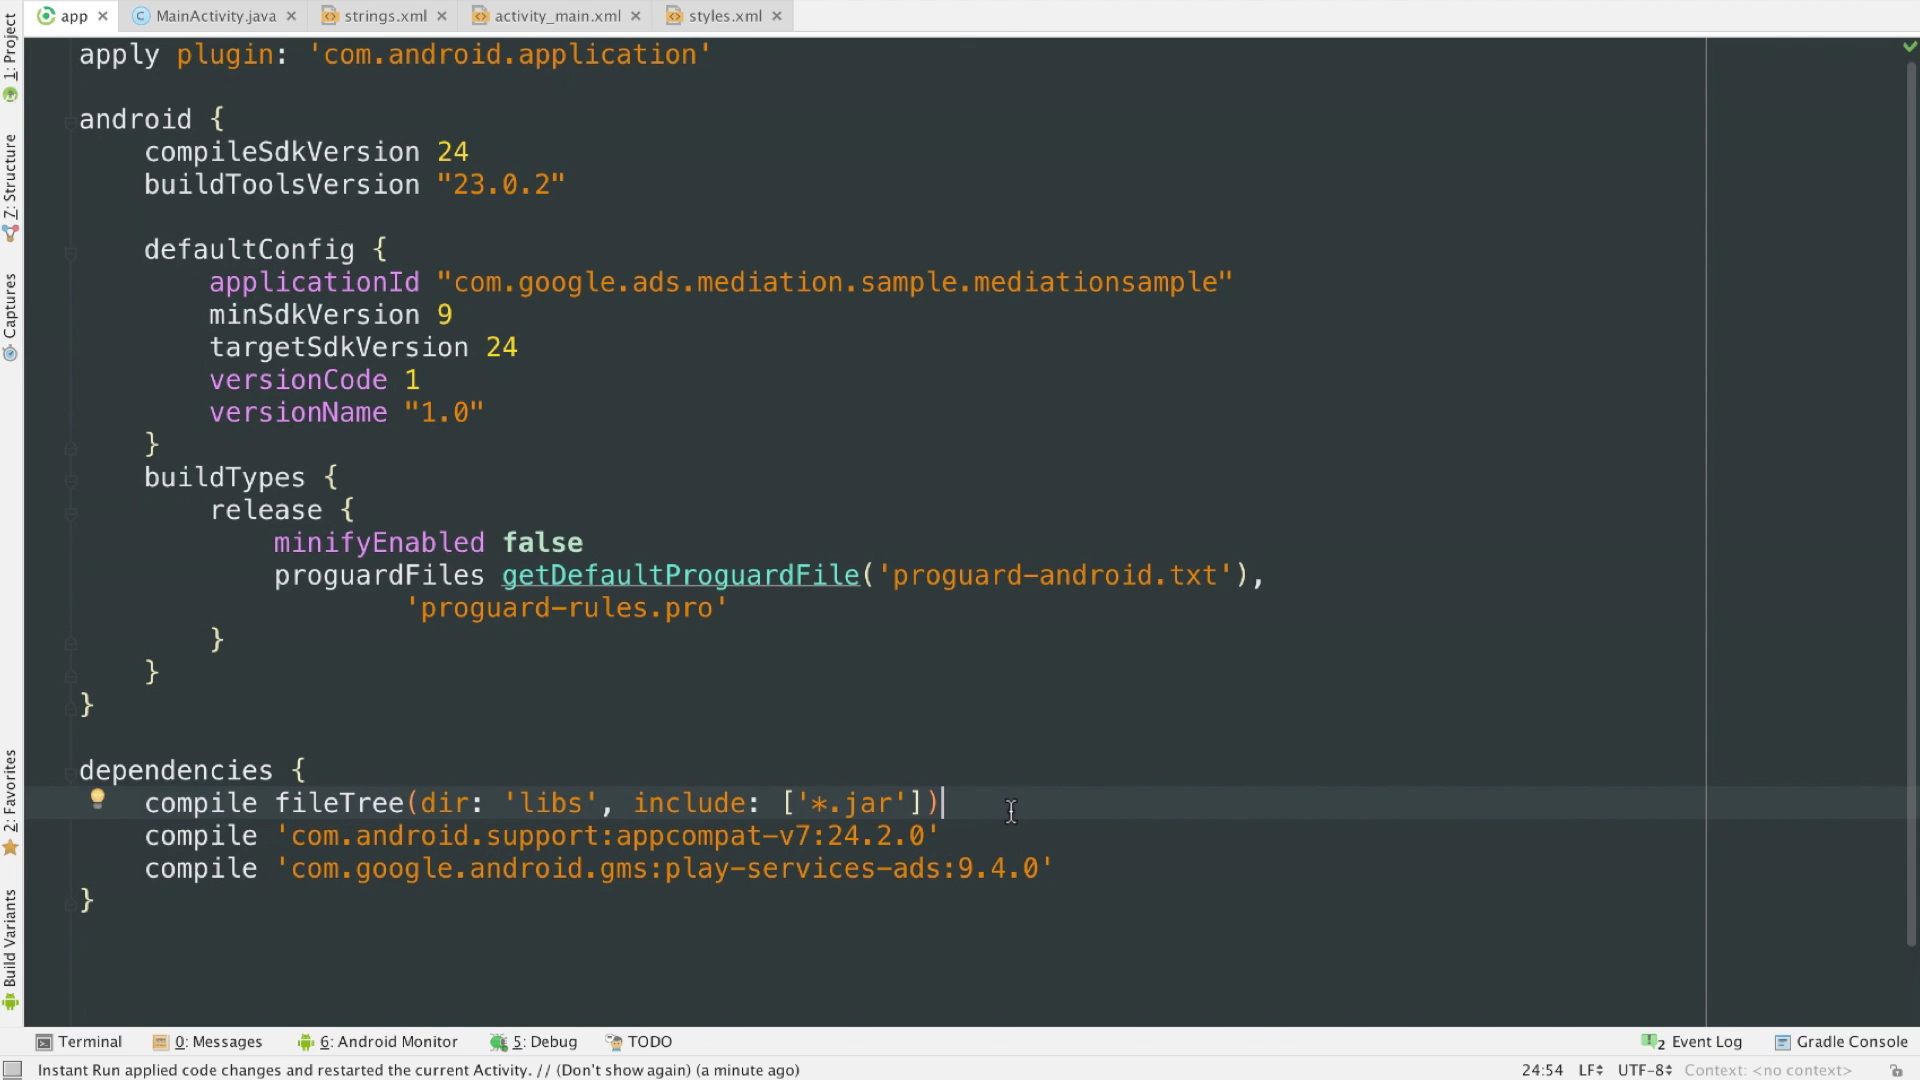 app
MainActivity.java
strings.xml
activity_main.xml
styles.xml
1: Project
Z: Structure
Captures
2: Favorites
Build Variants
apply plugin: 'com.android.application'
android {
compileSdkVersion 24
buildToolsVersion "23.0.2"
defaultConfig {
applicationId "com.google.ads.mediation.sample.mediationsample"
minSdkVersion 9
targetSdkVersion 24
versionCode 1
versionName "1.0"
}
buildTypes {
release {
minifyEnabled false
proguardFiles getDefaultProguardFile('proguard-android.txt'),
'proguard-rules.pro'
}
}
}
dependencies {
compile fileTree(dir: 'libs', include: ['*.jar'])
compile 'com.android.support:appcompat-v7:24.2.0'
compile 'com.google.android.gms:play-services-ads:9.4.0'
}
Terminal 0: Messages 6: Android Monitor 5: Debug TODO 2 Event Log Gradle Console
Instant Run applied code changes and restarted the current Activity. // (Don't show again) (a minute ago) 24:54 LF UTF-8 Context: <no context>